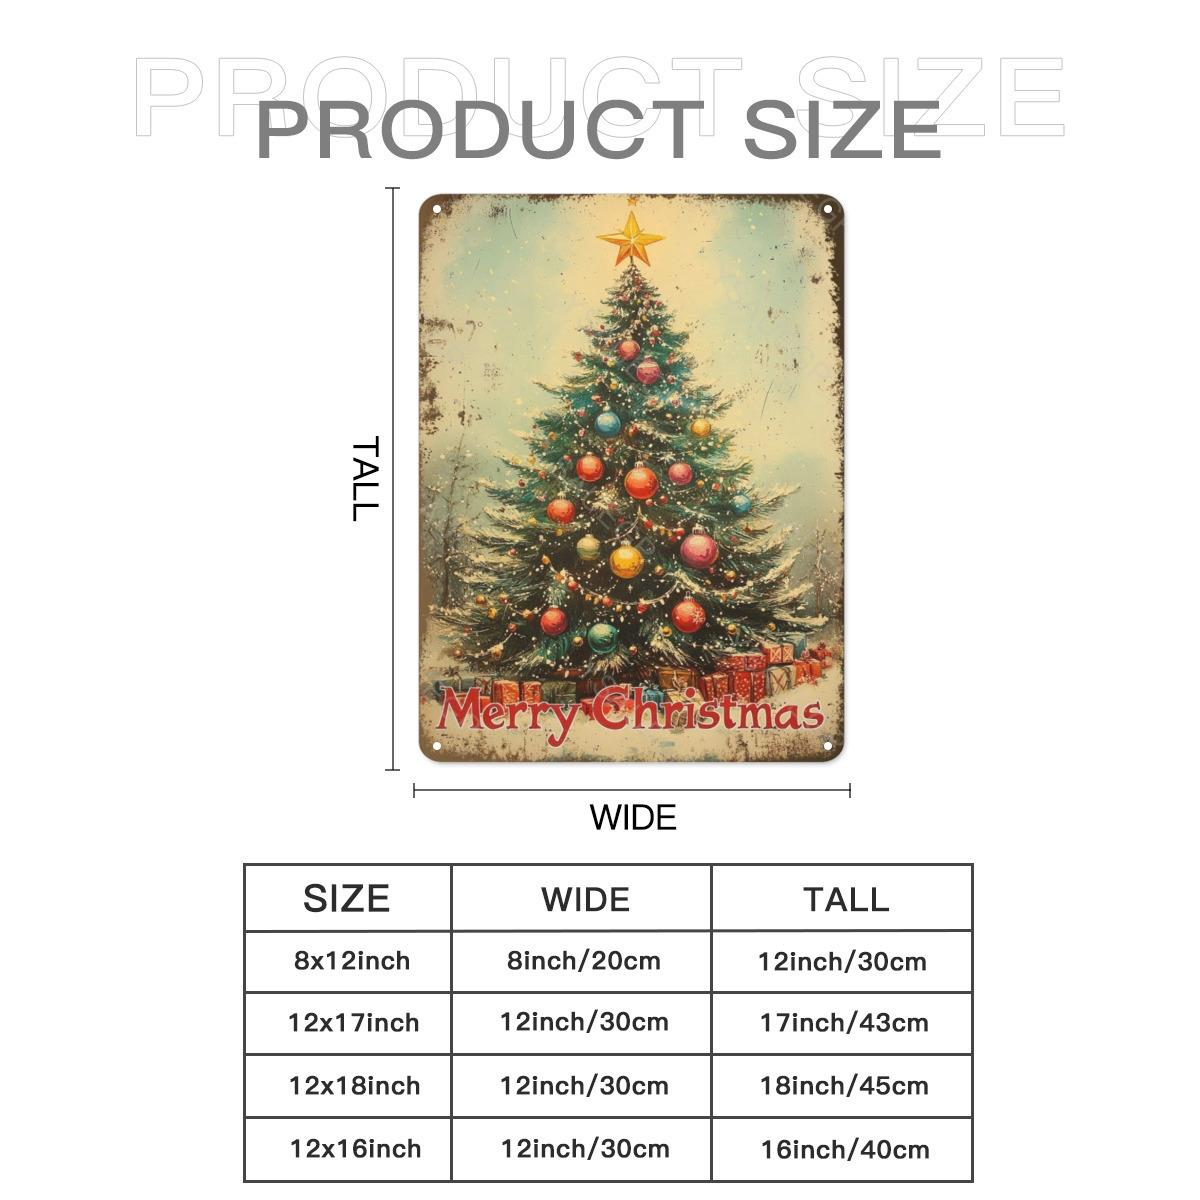 PRODUCT SIZE
PRODUCT SIZE
TALL
Merry Christmas
WIDE
SIZE WIDE TALL
8x12inch 8inch/20cm 12inch/30cm
12x17inch 12inch/30cm 17inch/43cm
12x18inch 12inch/30cm 18inch/45cm
12x16inch 12inch/30cm 16inch/40cm